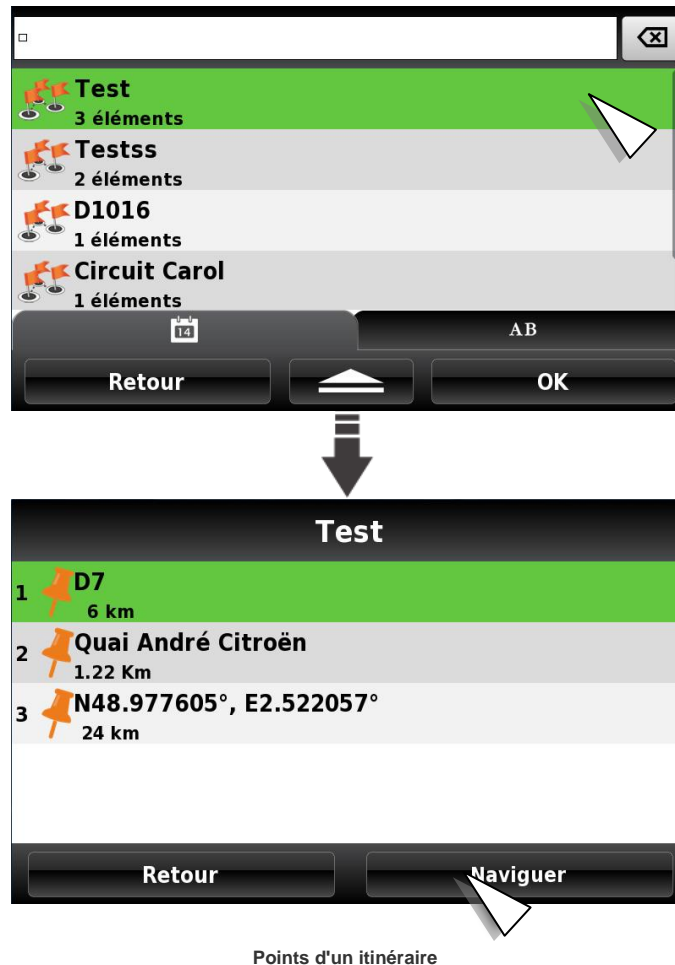 Test
3 éléments
Testss
2 éléments
D1016
1 éléments
Circuit Carol
1 éléments
14
AB
Retour
OK
Test
1
D7
6 km
2
Quai André Citroën
1.22 Km
3
N48.977605°, E2.522057°
24 km
Retour
Naviguer
Points d'un itinéraire